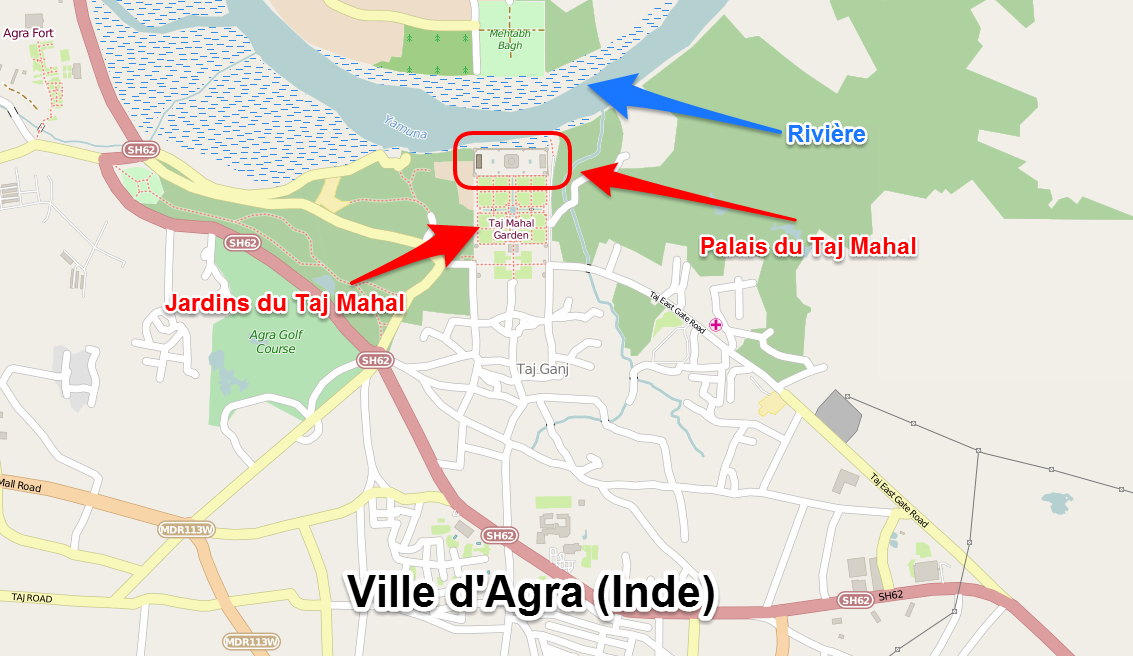 Agra Fort
Mehtabh
Bagh
Yamuna
Rivière
SH62
Taj Mahal
Garden
SH62
Palais du Taj Mahal
Jardins du Taj Mahal
Taj East Gate Road
Agra Golf
Course
SH62
Taj Ganj
Mall Road
Taj East Gate Road
MDR113W
SH62
Ville d'Agra (Inde)
TAJ ROAD
SH62
SH62
MDR113W